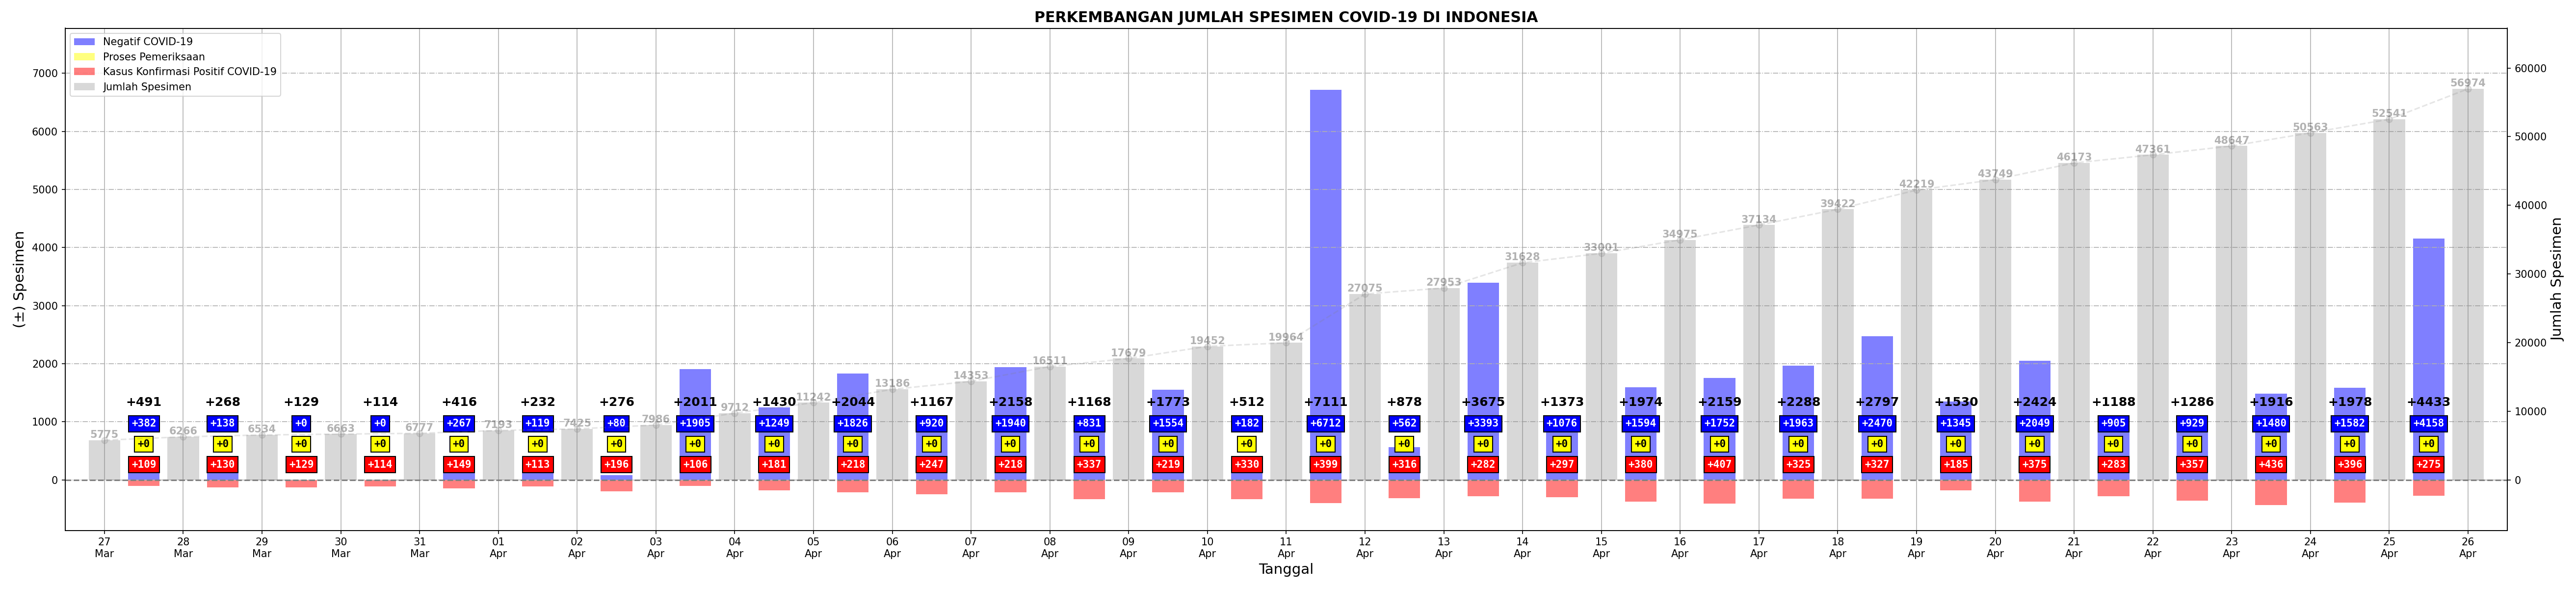 PERKEMBANGAN JUMLAH SPESIMEN COVID-19 DI INDONESIA
Negatif COVID-19
Proses Pemeriksaan
Kasus Konfirmasi Positif COVID-19
Jumlah Spesimen
(±) Spesimen
7000
6000
5000
4000
3000
2000
1000
0
60000
50000
40000
30000
20000
10000
0
Jumlah Spesimen
5775 6266 6534 6663 6777 7193 7425 7986 9712 11242 13186 14353 16511 17679 19452 19964 27075 27953 31628 33001 34975 37134 39422 42219 43749 46173 47361 48647 50563 52541 56974
+491 +268 +129 +114 +416 +232 +276 +2011 +1430 +2044 +1167 +2158 +1168 +1773 +512 +7111 +878 +3675 +1373 +1974 +2159 +2288 +2797 +1530 +2424 +1188 +1286 +1916 +1978 +4433
+382 +138 +0 +0 +267 +119 +80 +1905 +1249 +1826 +920 +1940 +831 +1554 +182 +6712 +562 +3393 +1076 +1594 +1752 +1963 +2470 +1345 +2049 +905 +929 +1480 +1582 +4158
+0 +0 +0 +0 +0 +0 +0 +0 +0 +0 +0 +0 +0 +0 +0 +0 +0 +0 +0 +0 +0 +0 +0 +0 +0 +0 +0 +0 +0 +0
+109 +130 +129 +114 +149 +113 +196 +106 +181 +218 +247 +218 +337 +219 +330 +399 +316 +282 +297 +380 +407 +325 +327 +185 +375 +283 +357 +436 +396 +275
27 28 29 30 31 01 02 03 04 05 06 07 08 09 10 11 12 13 14 15 16 17 18 19 20 21 22 23 24 25 26
Mar Mar Mar Mar Mar Apr Apr Apr Apr Apr Apr Apr Apr Apr Apr Apr Apr Apr Apr Apr Apr Apr Apr Apr Apr Apr Apr Apr Apr Apr Apr
Tanggal